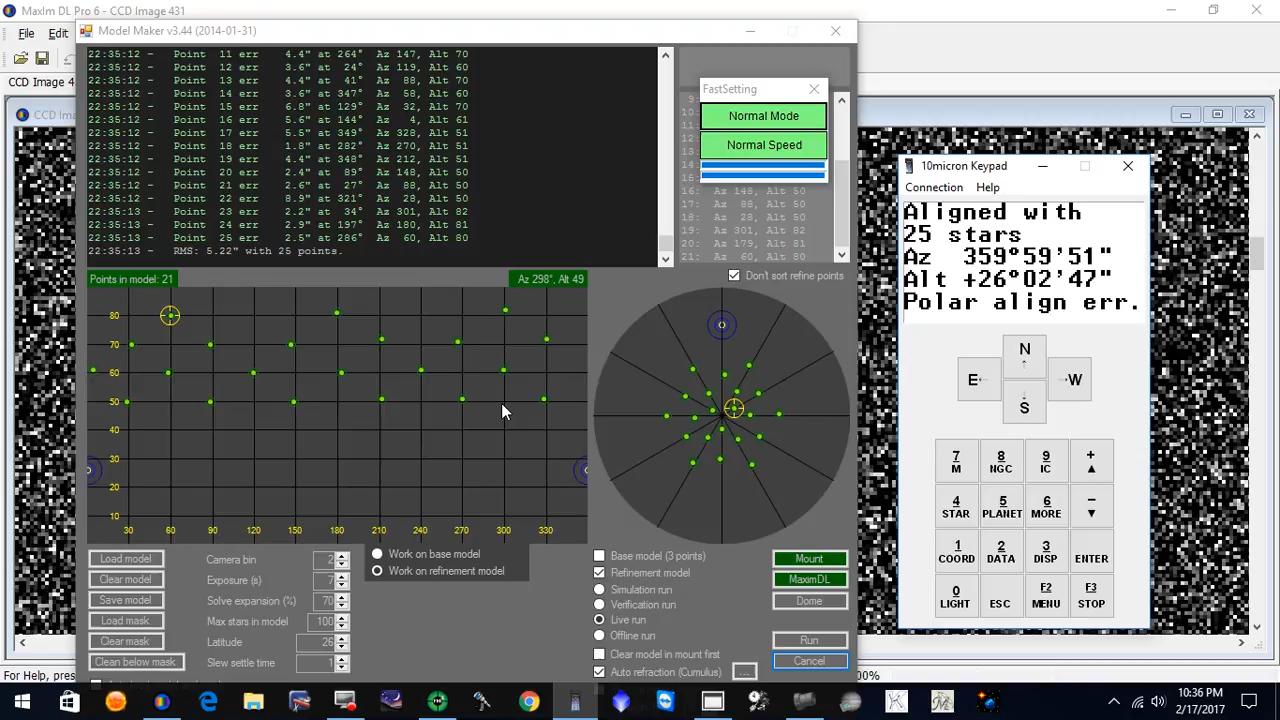 MaxIm DL Pro 6 - CCD Image 431
File Edit
CCD Image 4
CCD Ima
Model Maker v3.44 (2014-01-31)
22:35:12 - Point 11 err 4.4" at 264° Az 147, Alt 70
22:35:12 - Point 12 err 3.6" at 24° Az 119, Alt 60
22:35:12 - Point 13 err 4.4" at 41° Az 88, Alt 70
22:35:12 - Point 14 err 3.6" at 347° Az 58, Alt 60
22:35:12 - Point 15 err 6.8" at 129° Az 32, Alt 70
22:35:12 - Point 16 err 5.6" at 144° Az 7, Alt 61
22:35:12 - Point 17 err 5.5" at 349° Az 328, Alt 51
22:35:12 - Point 18 err 1.8" at 182° Az 270, Alt 51
22:35:12 - Point 19 err 4.4" at 348° Az 212, Alt 51
22:35:12 - Point 20 err 2.4" at 89° Az 148, Alt 50
22:35:12 - Point 21 err 2.6" at 27° Az 88, Alt 50
22:35:12 - Point 22 err 8.9" at 321° Az 28, Alt 50
22:35:13 - Point 23 err 2.2" at 34° Az 301, Alt 82
22:35:13 - Point 24 err 2.9" at 197° Az 180, Alt 81
22:35:13 - Point 25 err 2.5" at 286° Az 60, Alt 80
22:35:13 - RMS: 5.22" with 25 points.
FastSetting
Normal Mode
Normal Speed
9:
10:
11:
12:
13:
14:
15:
16: Az 148, Alt 50
17: Az 88, Alt 50
18: Az 28, Alt 50
19: Az 301, Alt 82
20: Az 179, Alt 81
21: Az 60, Alt 80
Points in model: 21
Az 298°, Alt 49
Don't sort refine points
80
70
60
50
40
30
20
10
30 60 90 120 150 180 210 240 270 300 330
Load model
Clear model
Save model
Load mask
Clear mask
Clean below mask
Camera bin 2
Exposure (s) 7
Solve expansion (%) 70
Max stars in model 100
Latitude 26
Slew settle time 1
Work on base model
Work on refinement model
Base model (3 points)
Refinement model
Simulation run
Verification run
Live run
Offline run
Clear model in mount first
Auto refraction (Cumulus) ...
Mount
MaximDL
Dome
Run
Cancel
10micron Keypad
Connection Help
Aligned with
25 stars
Az 359°59'51"
Alt +26°02'47"
Polar align err.
N
E W
S
7 M
8 NGC
9 IC
+
4 STAR
5 PLANET
6 MORE
−
1 COORD
2 DATA
3 DISP
ENTER
0 LIGHT
ESC
F2 MENU
F3 STOP
For Help, pres
00%
10:36 PM
2/17/2017